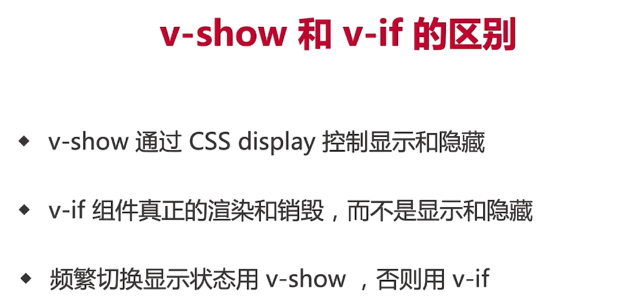 v-show 和 v-if 的区别
v-show 通过 CSS display 控制显示和隐藏
v-if 组件真正的渲染和销毁，而不是显示和隐藏
频繁切换显示状态用 v-show ，否则用 v-if